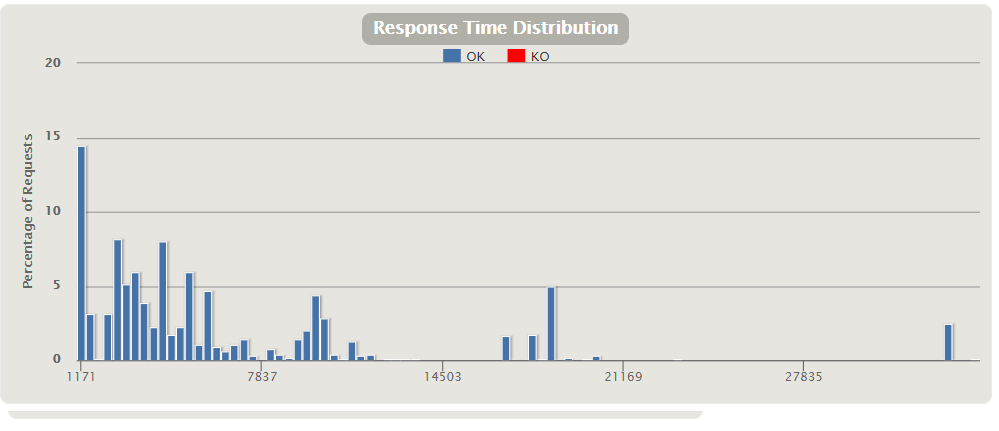 Response Time Distribution
OK KO
20
15
10
5
0
Percentage of Requests
1171 7837 14503 21169 27835